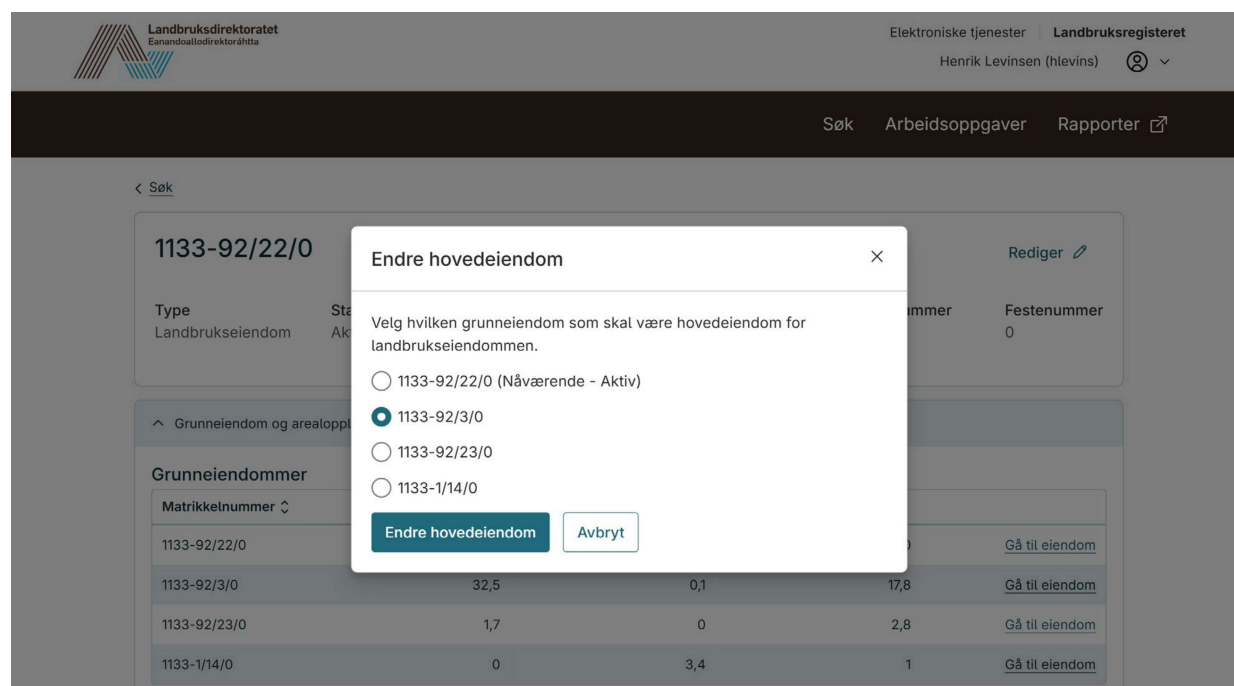 Landbruksdirektoratet
Eanandoallodirektoráhtta
Elektroniske tjenester Landbruksregisteret
Henrik Levinsen (hlevins)
Søk Arbeidsoppgaver Rapporter
Søk
1133-92/22/0
Rediger
Type
Festenummer
Landbrukseiendom
0
Endre hovedeiendom
Velg hvilken grunneiendom som skal være hovedeiendom for
landbrukseiendommen.
1133-92/22/0 (Nåværende - Aktiv)
1133-92/3/0
1133-92/23/0
1133-1/14/0
Endre hovedeiendom Avbryt
Grunneiendom og
Grunneiendommer
Matrikkelnummer
1133-92/22/0 Gå til eiendom
1133-92/3/0 32,5 0,1 17,8 Gå til eiendom
1133-92/23/0 1,7 0 2,8 Gå til eiendom
1133-1/14/0 0 3,4 1 Gå til eiendom